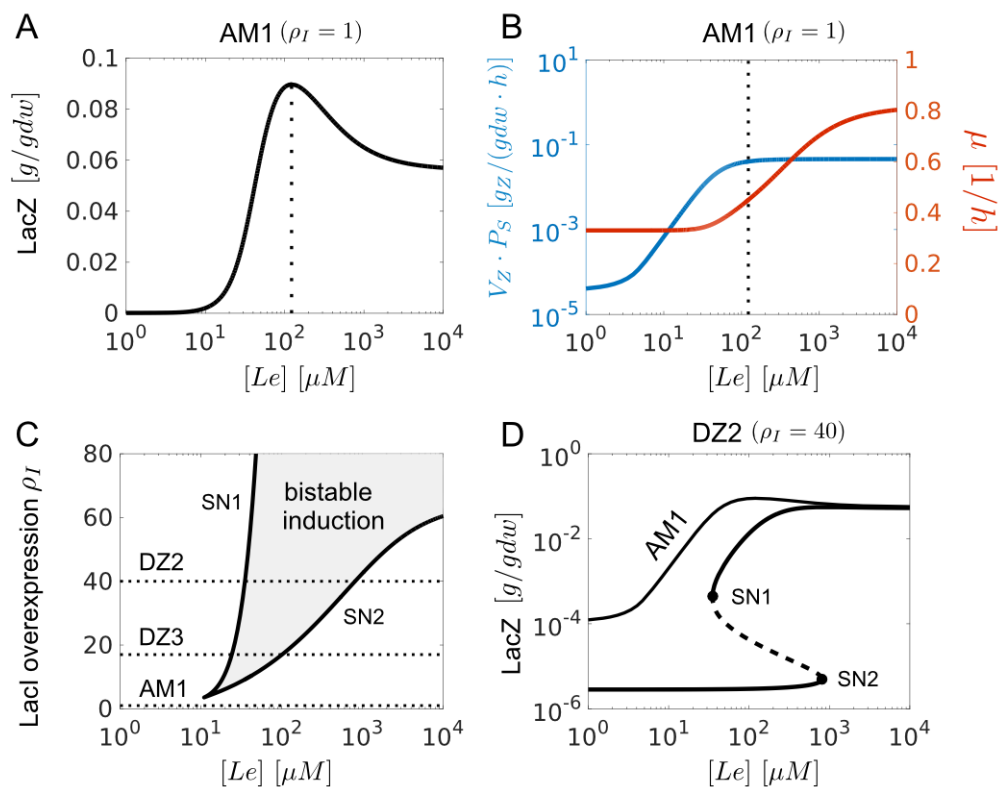 A
AM1 (ρ_I = 1)
LacZ [g/gdw]
0.1
0.08
0.06
0.04
0.02
0
10^0
10^1
10^2
10^3
10^4
[Le] [μM]
B
AM1 (ρ_I = 1)
V_Z · P_S [g_Z/(gdw · h)]
10^1
10^-1
10^-3
10^-5
μ [1/h]
1
0.8
0.6
0.4
0.2
0
10^0
10^1
10^2
10^3
10^4
[Le] [μM]
C
LacI overexpression ρ_I
80
60
40
20
0
SN1
bistable
induction
DZ2
SN2
DZ3
AM1
10^0
10^1
10^2
10^3
10^4
[Le] [μM]
D
DZ2 (ρ_I = 40)
LacZ [g/gdw]
10^0
10^-2
10^-4
10^-6
AM1
SN1
SN2
10^0
10^1
10^2
10^3
10^4
[Le] [μM]